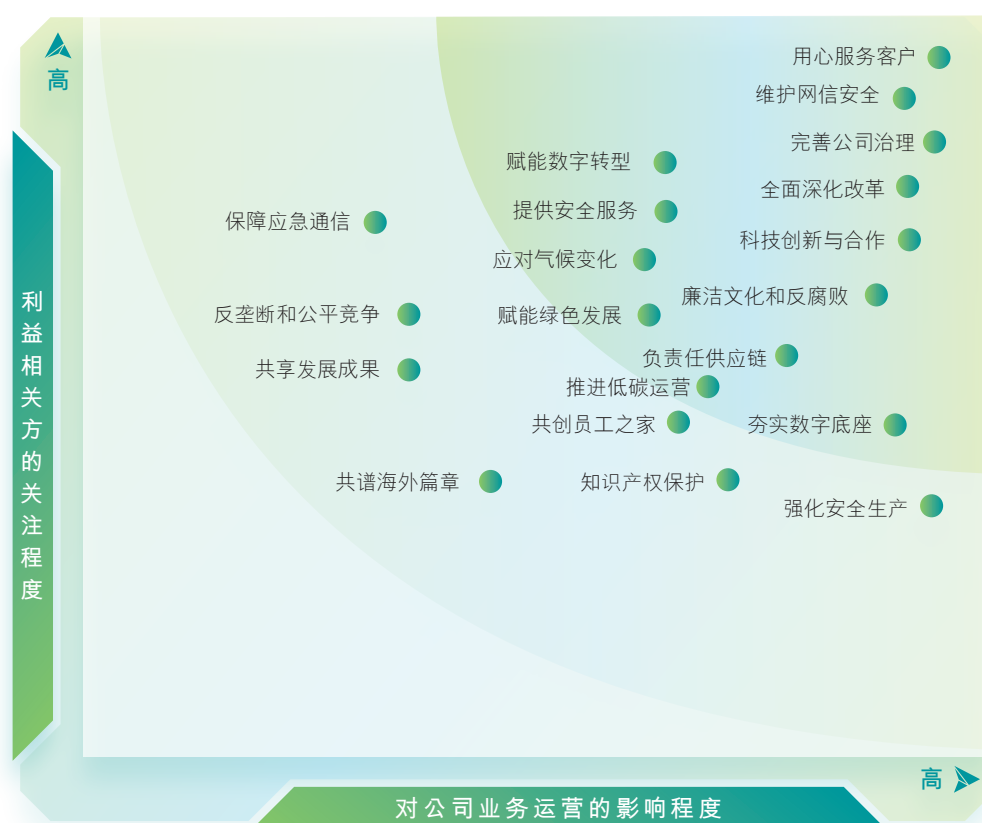 高
利益相关方的关注程度
用心服务客户
维护网信安全
完善公司治理
赋能数字转型
全面深化改革
提供安全服务
保障应急通信
科技创新与合作
应对气候变化
廉洁文化和反腐败
反垄断和公平竞争
赋能绿色发展
负责任供应链
共享发展成果
推进低碳运营
共创员工之家
夯实数字底座
共谱海外篇章
知识产权保护
强化安全生产
高
对公司业务运营的影响程度